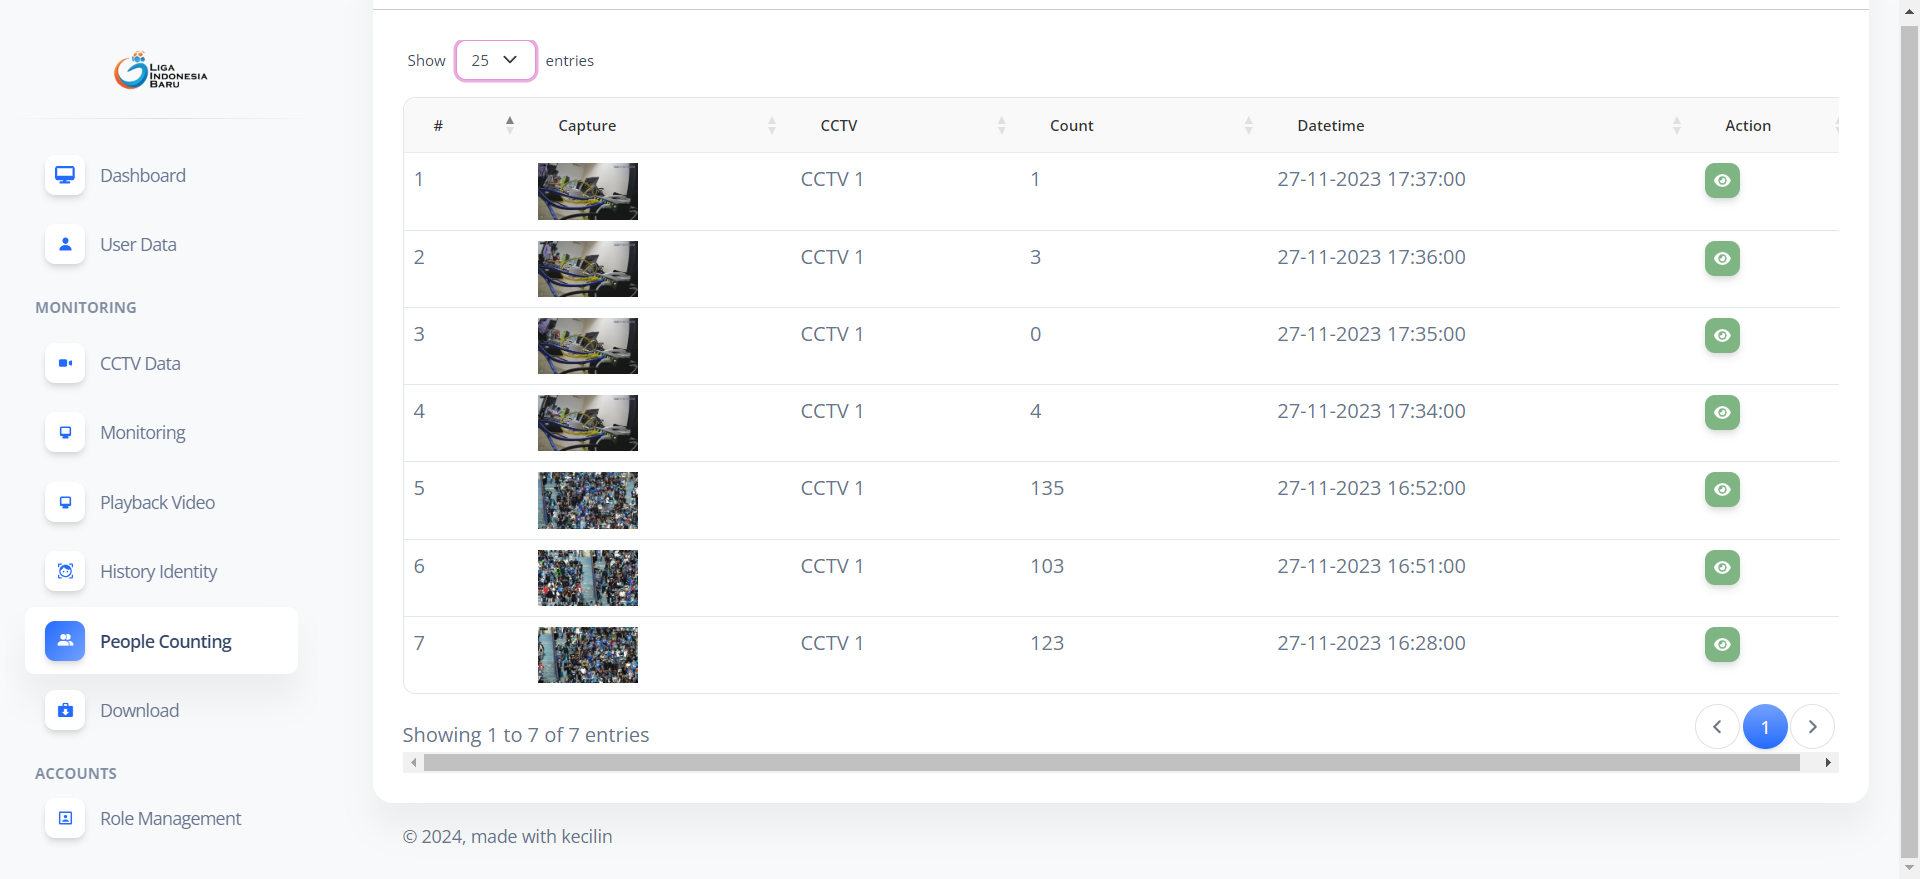 LIGA
INDONESIA
BARU
Dashboard
User Data
MONITORING
CCTV Data
Monitoring
Playback Video
History Identity
People Counting
Download
ACCOUNTS
Role Management
Show 25 entries
# Capture CCTV Count Datetime Action
1 CCTV 1 1 27-11-2023 17:37:00
2 CCTV 1 3 27-11-2023 17:36:00
3 CCTV 1 0 27-11-2023 17:35:00
4 CCTV 1 4 27-11-2023 17:34:00
5 CCTV 1 135 27-11-2023 16:52:00
6 CCTV 1 103 27-11-2023 16:51:00
7 CCTV 1 123 27-11-2023 16:28:00
Showing 1 to 7 of 7 entries
1
© 2024, made with kecilin